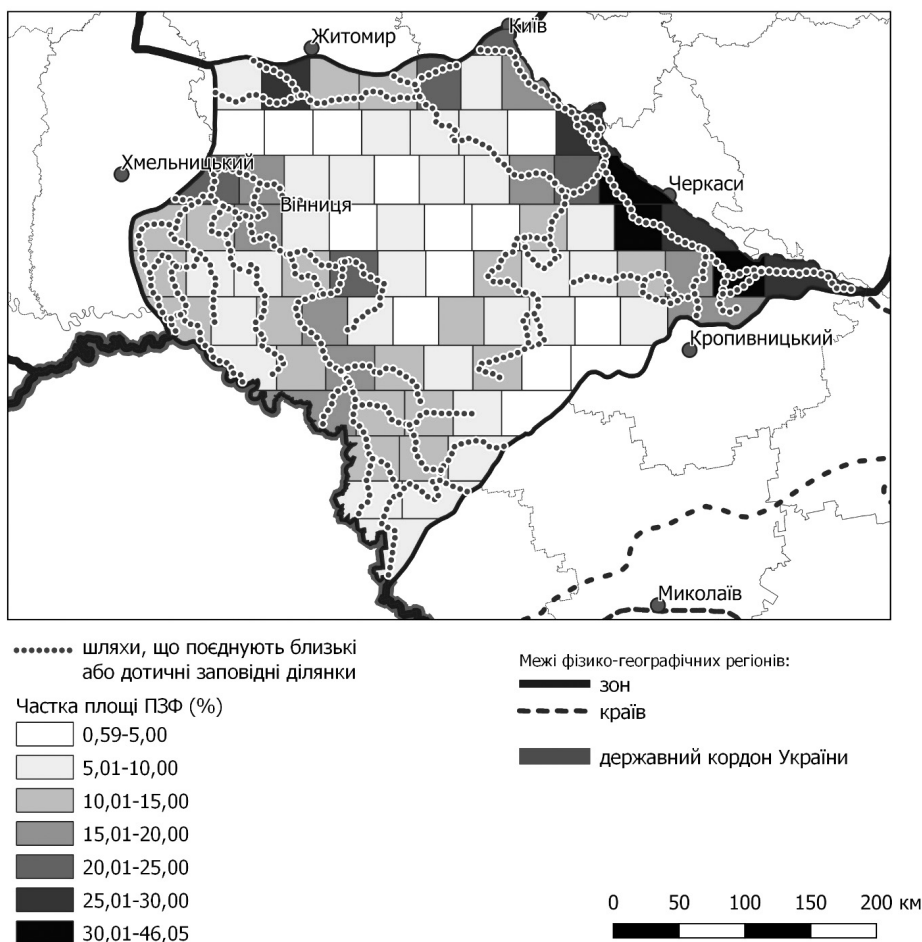 Київ
Житомир
Хмельницький
Черкаси
Вінниця
Кропивницький
Миколаїв
шляхи, що поєднують близькі
або дотичні заповідні ділянки
Частка площі ПЗФ (%)
0,59-5,00
5,01-10,00
10,01-15,00
15,01-20,00
20,01-25,00
25,01-30,00
30,01-46,05
Межі фізико-географічних регіонів:
зон
країв
державний кордон України
0 50 100 150 200 км